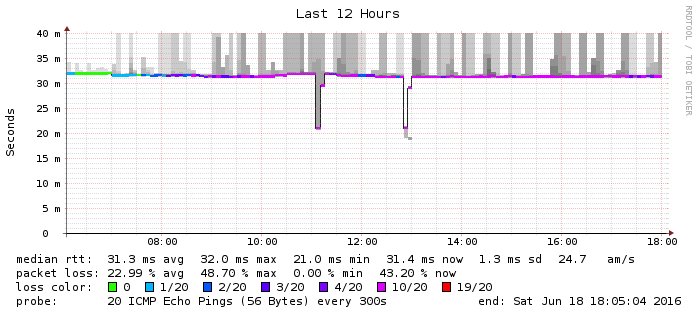 Last 12 Hours
RRDTOOL / TOBI OETIKER
Seconds
40 m
35 m
30 m
25 m
20 m
15 m
10 m
5 m
0
08:00 10:00 12:00 14:00 16:00 18:00
median rtt: 31.3 ms avg 32.0 ms max 21.0 ms min 31.4 ms now 1.3 ms sd 24.7 am/s
packet loss: 22.99 % avg 48.70 % max 0.00 % min 43.20 % now
loss color: 0 1/20 2/20 3/20 4/20 10/20 19/20
probe: 20 ICMP Echo Pings (56 Bytes) every 300s end: Sat Jun 18 18:05:04 2016